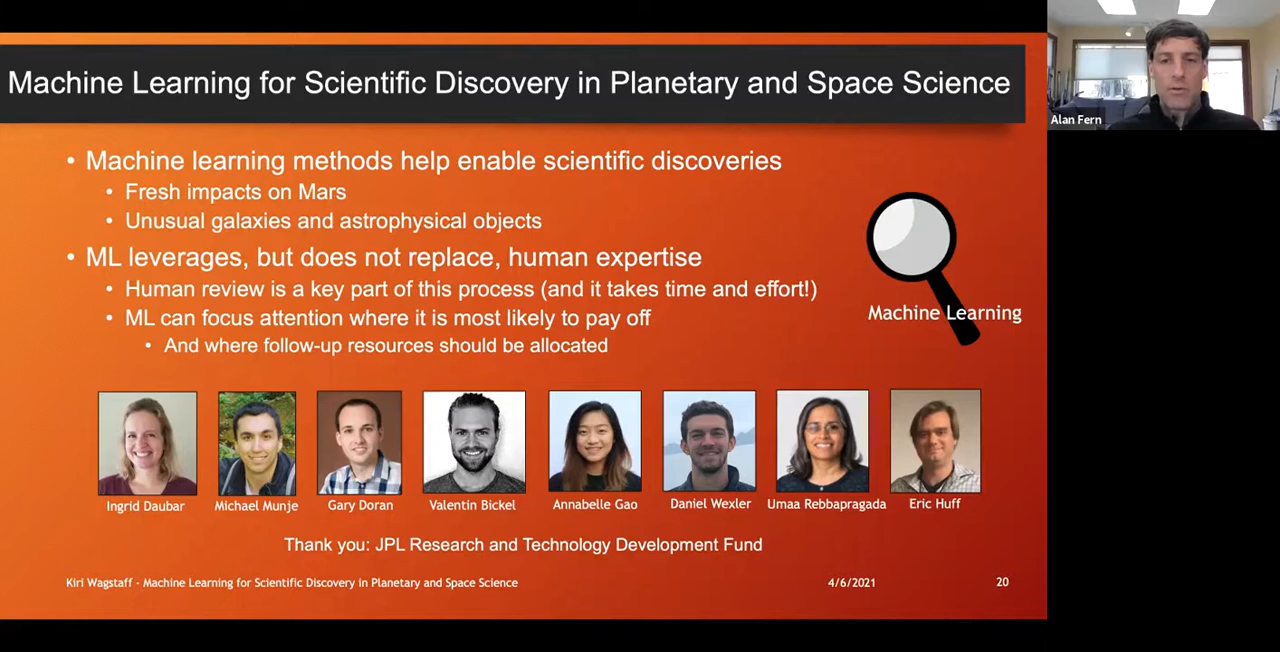 Machine Learning for Scientific Discovery in Planetary and Space Science
Alan Fern
• Machine learning methods help enable scientific discoveries
• Fresh impacts on Mars
• Unusual galaxies and astrophysical objects
• ML leverages, but does not replace, human expertise
• Human review is a key part of this process (and it takes time and effort!)
• ML can focus attention where it is most likely to pay off
• And where follow-up resources should be allocated
Machine Learning
Ingrid Daubar
Michael Munje
Gary Doran
Valentin Bickel
Annabelle Gao
Daniel Wexler
Umaa Rebbapragada
Eric Huff
Thank you: JPL Research and Technology Development Fund
Kiri Wagstaff - Machine Learning for Scientific Discovery in Planetary and Space Science
4/6/2021
20